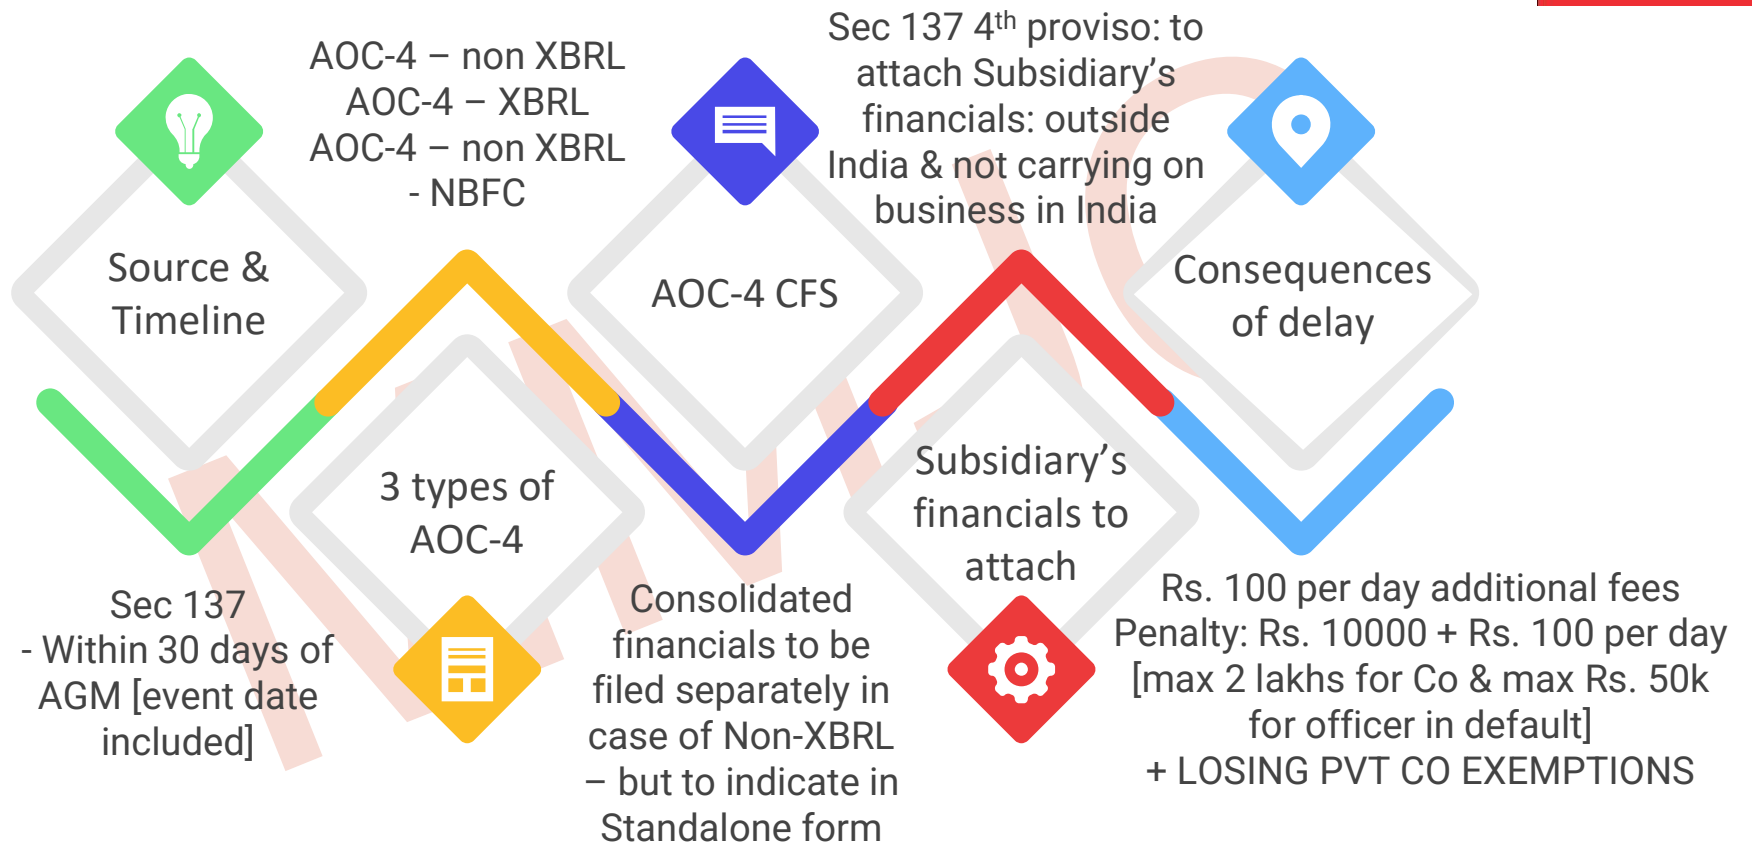 Source &
Timeline
Sec 137
- Within 30 days of
AGM [event date
included]
AOC-4 – non XBRL
AOC-4 – XBRL
AOC-4 – non XBRL
- NBFC
3 types of
AOC-4
AOC-4 CFS
Consolidated
financials to be
filed separately in
case of Non-XBRL
– but to indicate in
Standalone form
Sec 137 4th proviso: to
attach Subsidiary’s
financials: outside
India & not carrying on
business in India
Subsidiary’s
financials to
attach
Consequences
of delay
Rs. 100 per day additional fees
Penalty: Rs. 10000 + Rs. 100 per day
[max 2 lakhs for Co & max Rs. 50k
for officer in default]
+ LOSING PVT CO EXEMPTIONS